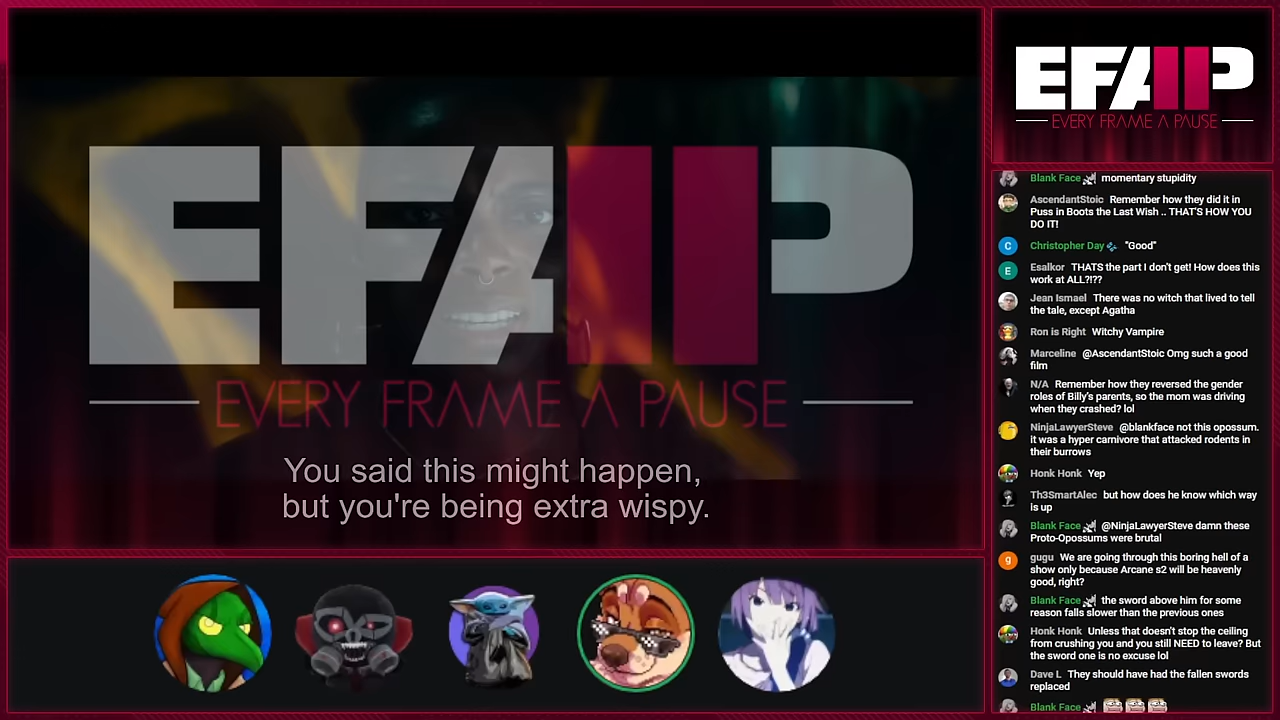 EFAP
EVERY FRAME A PAUSE
You said this might happen,
but you're being extra wispy.
EFAP
EVERY FRAME A PAUSE
Blank Face momentary stupidity
AscendantStoic Remember how they did it in
Puss in Boots the Last Wish .. THAT'S HOW YOU
DO IT!
C
Christopher Day "Good"
E
Esalkor THATS the part I don't get! How does this
work at ALL?!??
Jean Ismael There was no witch that lived to tell
the tale, except Agatha
Ron is Right Witchy Vampire
Marceline @AscendantStoic Omg such a good
film
N/A Remember how they reversed the gender
roles of Billy's parents, so the mom was driving
when they crashed? lol
NinjaLawyerSteve @blankface not this opossum.
it was a hyper carnivore that attacked rodents in
their burrows
Honk Honk Yep
Th3SmartAlec but how does he know which way
is up
Blank Face @NinjaLawyerSteve damn these
Proto-Opossums were brutal
g
gugu We are going through this boring hell of a
show only because Arcane s2 will be heavenly
good, right?
Blank Face the sword above him for some
reason falls slower than the previous ones
Honk Honk Unless that doesn't stop the ceiling
from crushing you and you still NEED to leave? But
the sword one is no excuse lol
Dave L They should have had the fallen swords
replaced
Blank Face